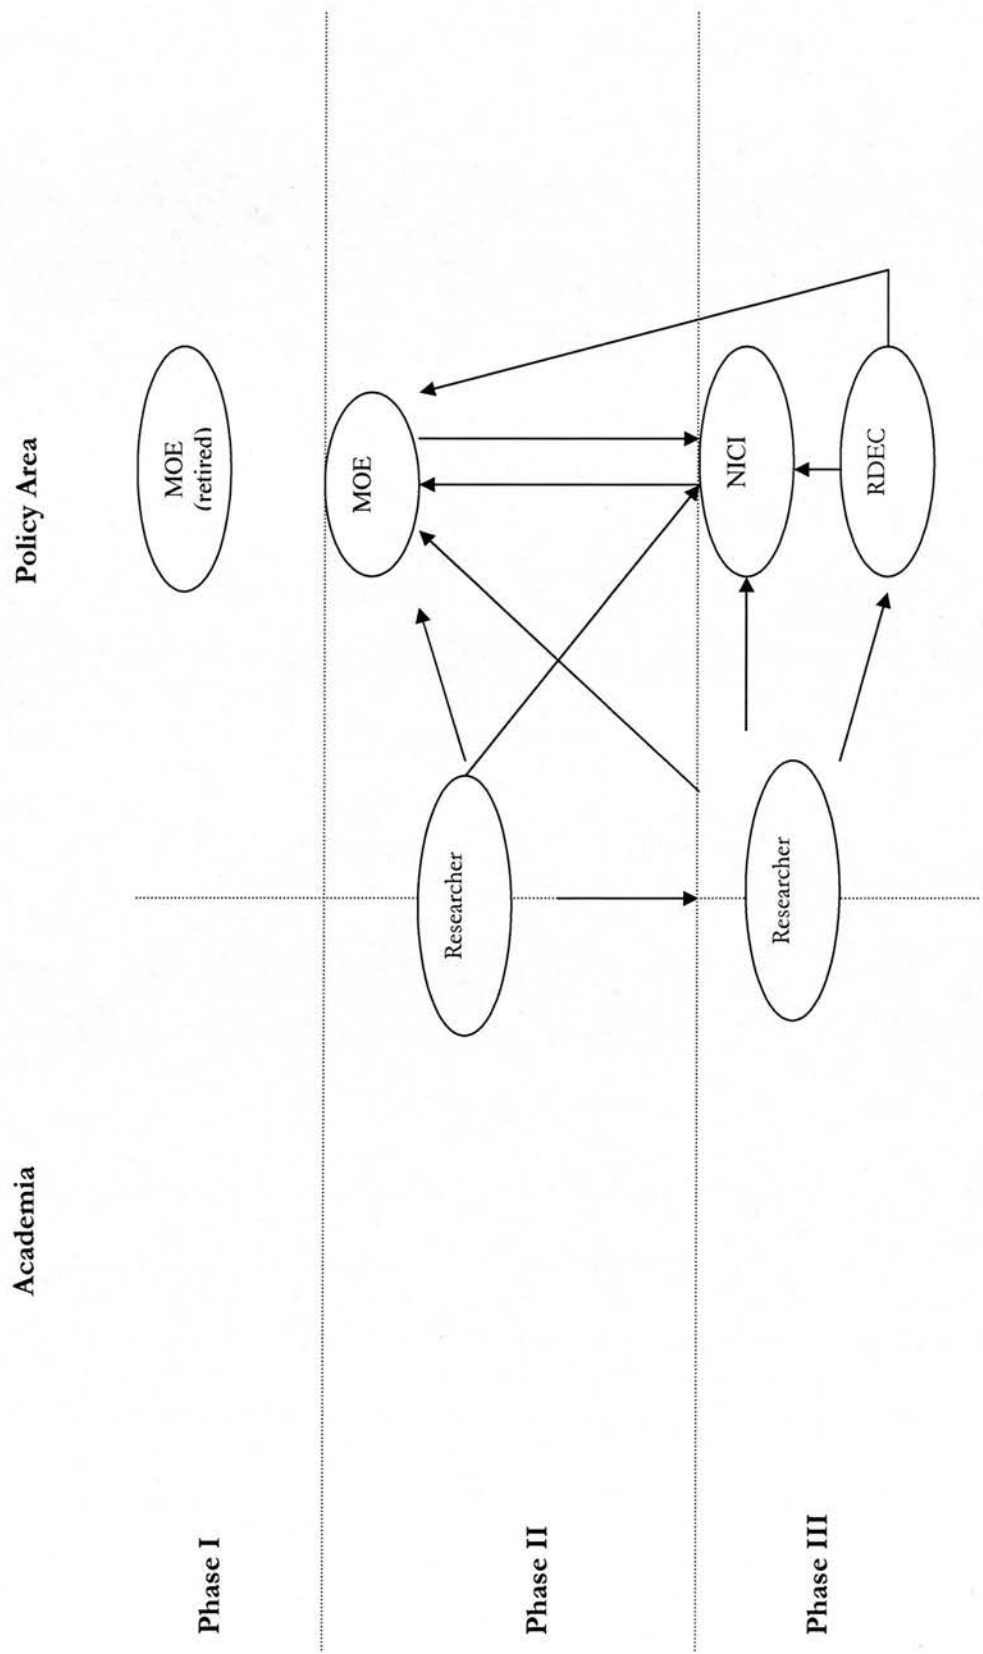 Academia
Policy Area
Phase I
MOE
(retired)
Phase II
Researcher
MOE
Phase III
Researcher
NICI
RDEC